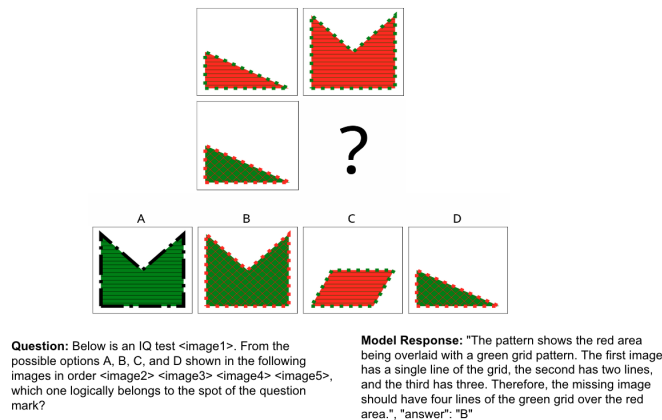 ?
A B C D
Question: Below is an IQ test <image1>. From the
possible options A, B, C, and D shown in the following
images in order <image2> <image3> <image4> <image5>,
which one logically belongs to the spot of the question
mark?
Model Response: "The pattern shows the red area
being overlaid with a green grid pattern. The first image
has a single line of the grid, the second has two lines,
and the third has three. Therefore, the missing image
should have four lines of the green grid over the red
area.", "answer": "B"